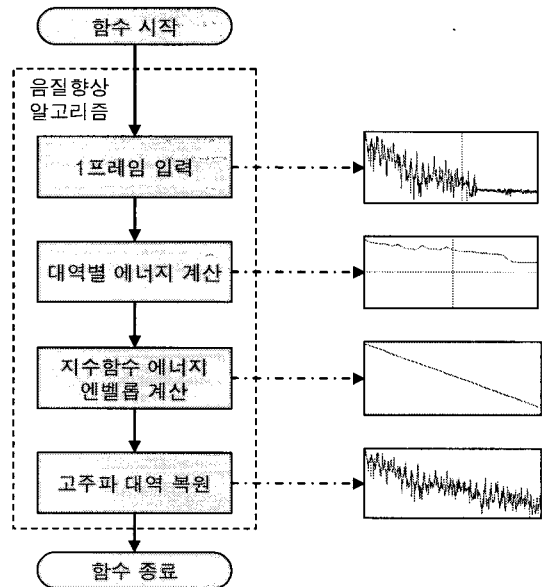 함수 시작
음질향상
알고리즘
1프레임 입력
대역별 에너지 계산
지수함수 에너지
엔벨롭 계산
고주파 대역 복원
함수 종료